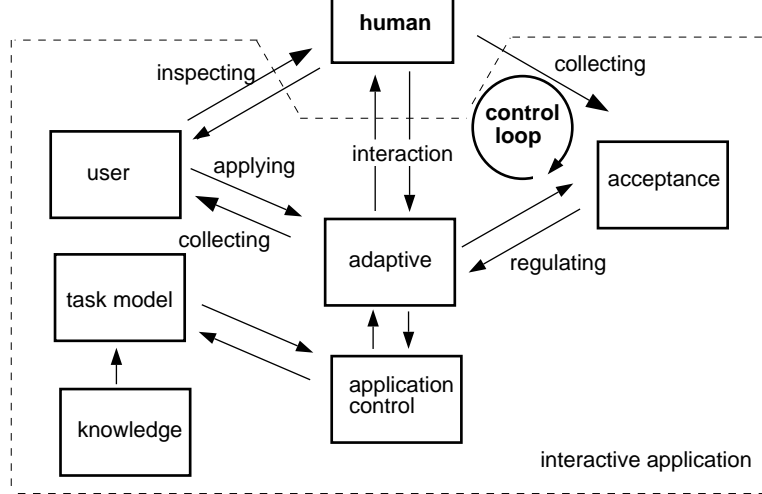 human
inspecting
collecting
control
loop
user
applying
interaction
acceptance
collecting
adaptive
regulating
task model
application
control
knowledge
interactive application